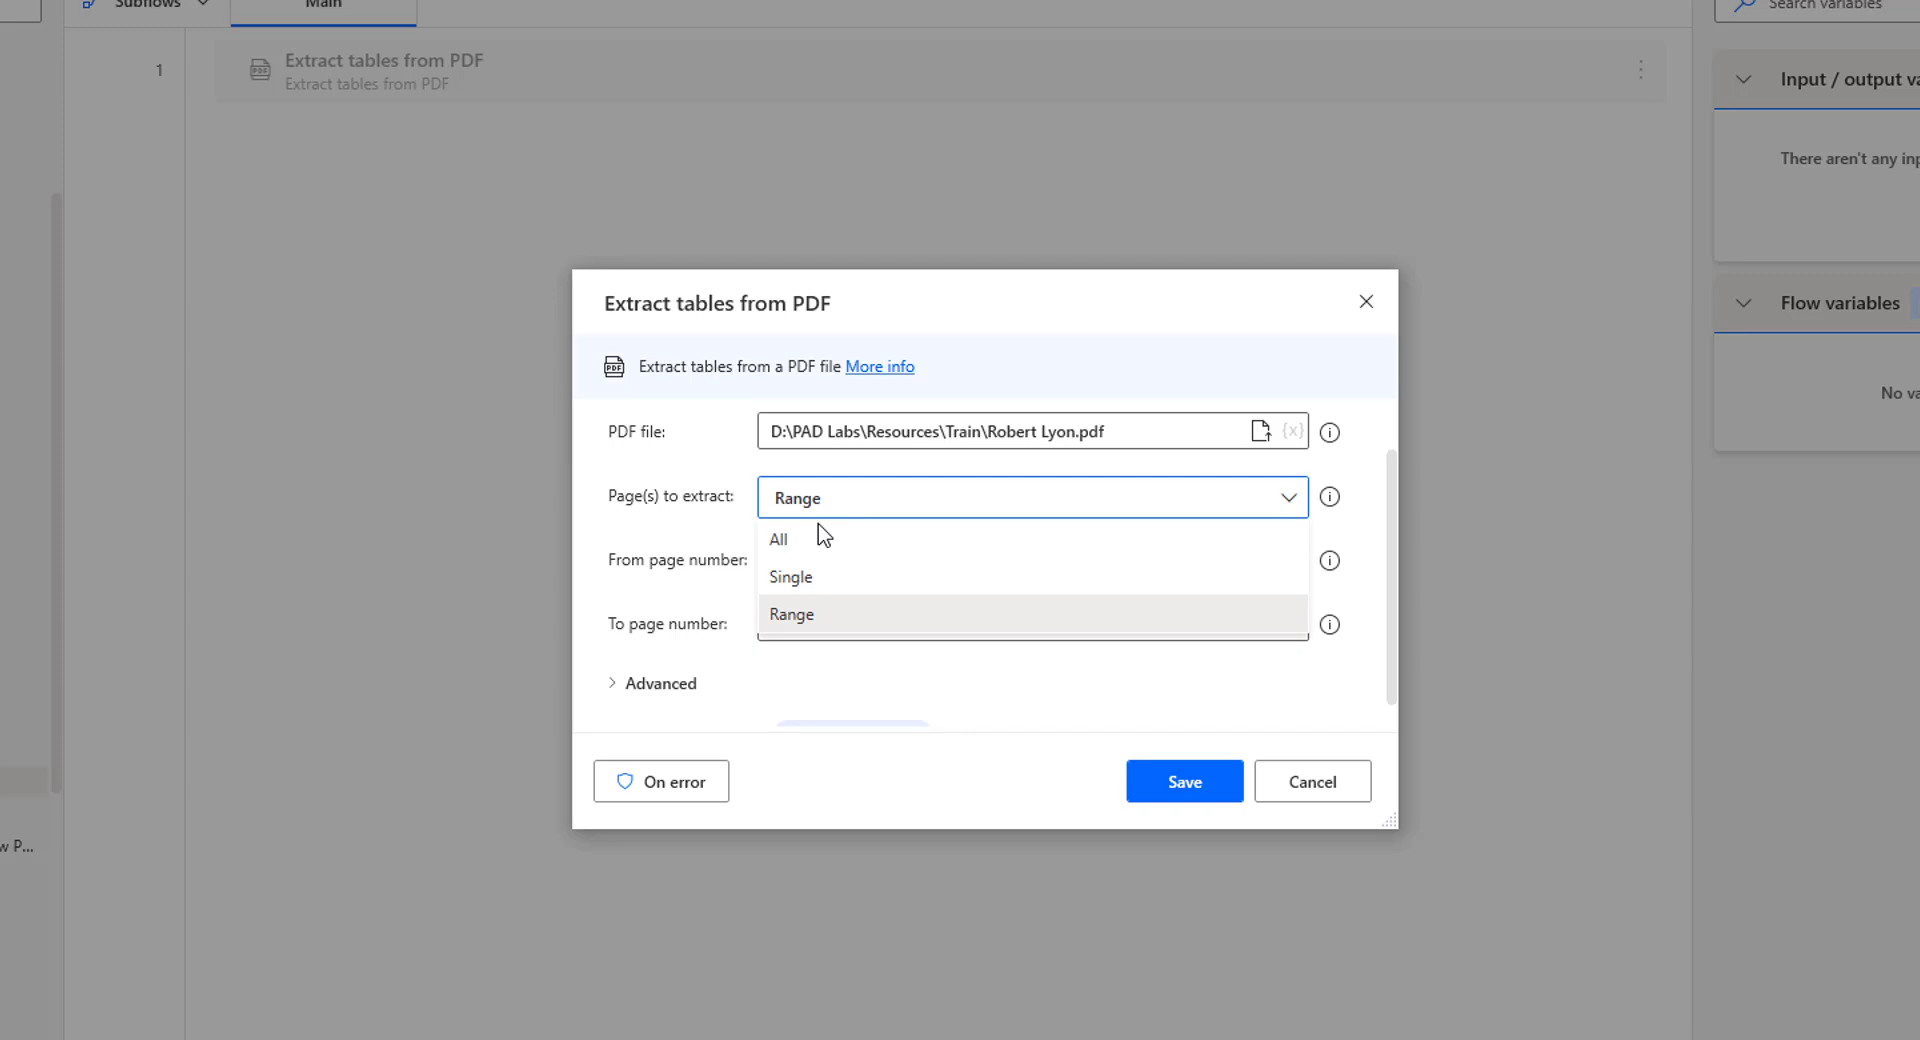 Subflows
Main
Search variables
1
Extract tables from PDF
Extract tables from PDF
Input / output va
There aren't any inp
Flow variables
No va
w P...
Extract tables from PDF
PDF
Extract tables from a PDF file More info
PDF file:
D:\PAD Labs\Resources\Train\Robert Lyon.pdf
{x}
Page(s) to extract:
Range
All
From page number:
Single
Range
To page number:
Advanced
On error
Save
Cancel